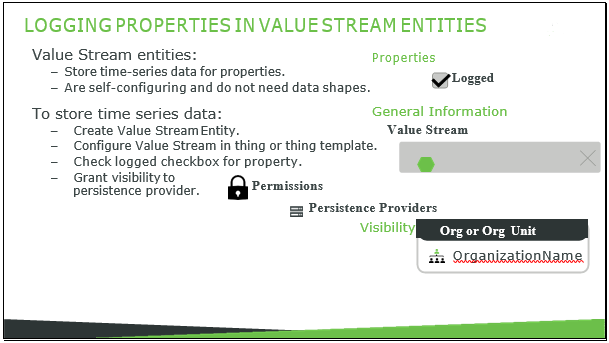 LOGGING PROPERTIES IN VALUE STREAM ENTITIES
Value Stream entities:
– Store time-series data for properties.
– Are self-configuring and do not need data shapes.
To store time series data:
– Create Value Stream Entity.
– Configure Value Stream in thing or thing template.
– Check logged checkbox for property.
– Grant visibility to
persistence provider.
Properties
Logged
General Information
Value Stream
Permissions
Persistence Providers
Visibility
Org or Org Unit
OrganizationName